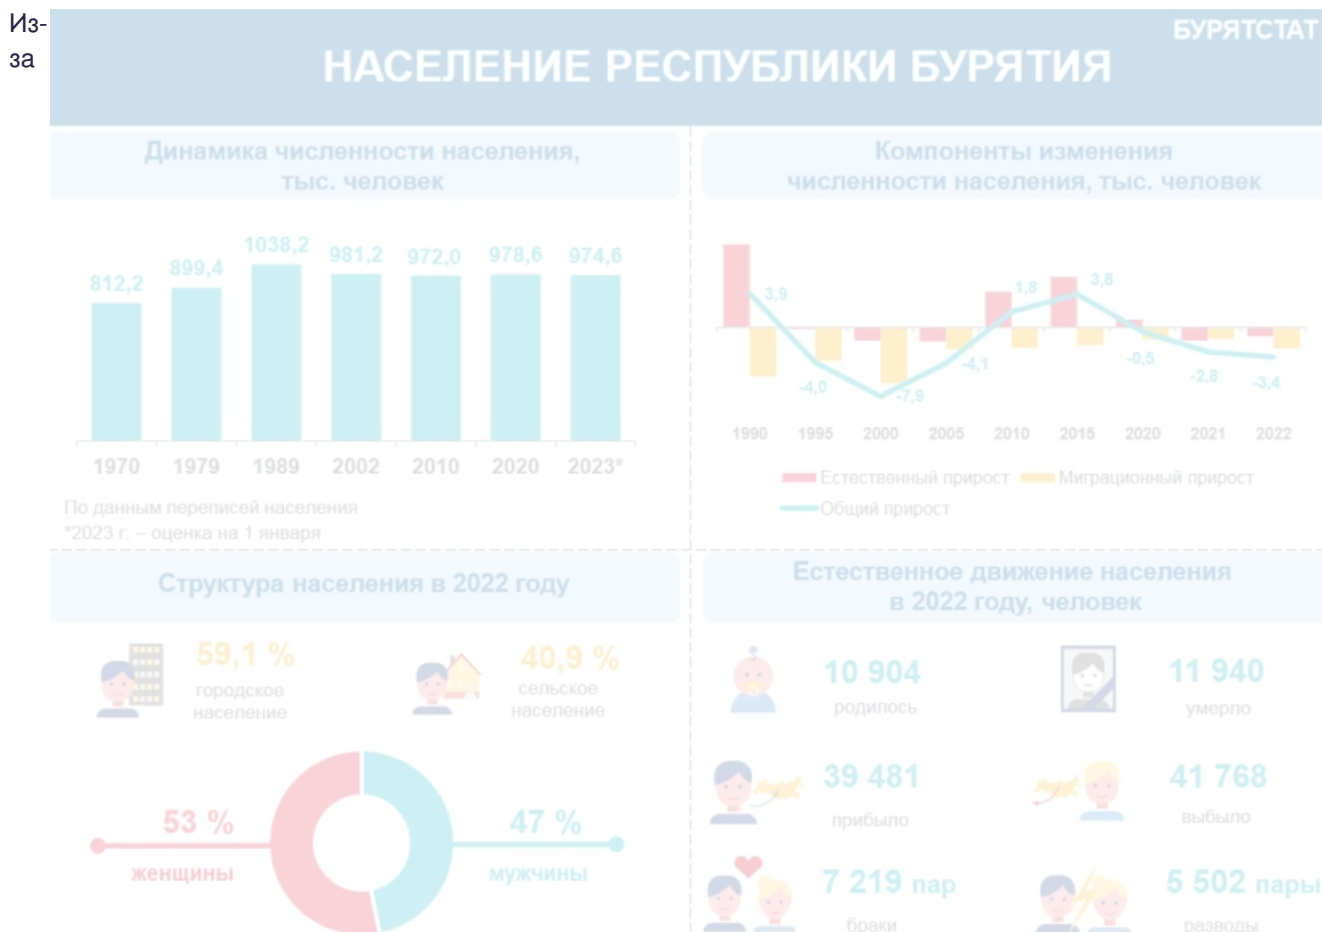 Из-
за
БУРЯТСТАТ
НАСЕЛЕНИЕ РЕСПУБЛИКИ БУРЯТИЯ
Динамика численности населения,
тыс. человек
812,2
899,4
1038,2
981,2
972,0
978,6
974,6
1970
1979
1989
2002
2010
2020
2023*
По данным переписей населения
*2023 г. – оценка на 1 января
Компоненты изменения
численности населения, тыс. человек
3,9
-4,0
-7,9
-4,1
1,8
3,8
-0,5
-2,8
-3,4
1990
1995
2000
2005
2010
2015
2020
2021
2022
Естественный прирост
Миграционный прирост
Общий прирост
Структура населения в 2022 году
59,1 %
городское
население
40,9 %
сельское
население
53 %
женщины
47 %
мужчины
Естественное движение населения
в 2022 году, человек
10 904
родилось
11 940
умерло
39 481
прибыло
41 768
выбыло
7 219 пар
браки
5 502 пары
разводы